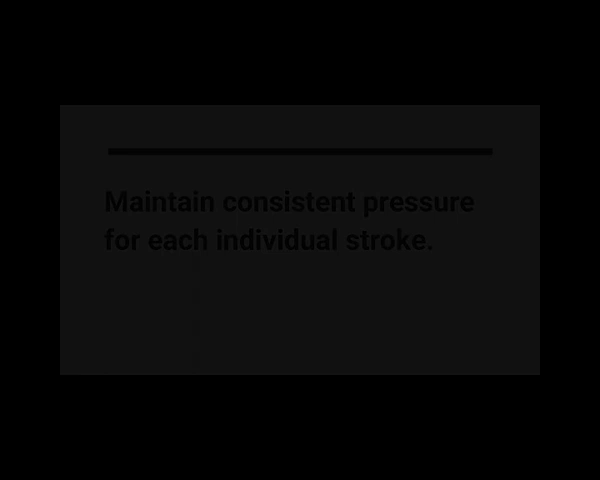 Maintain consistent pressure
for each individual stroke.